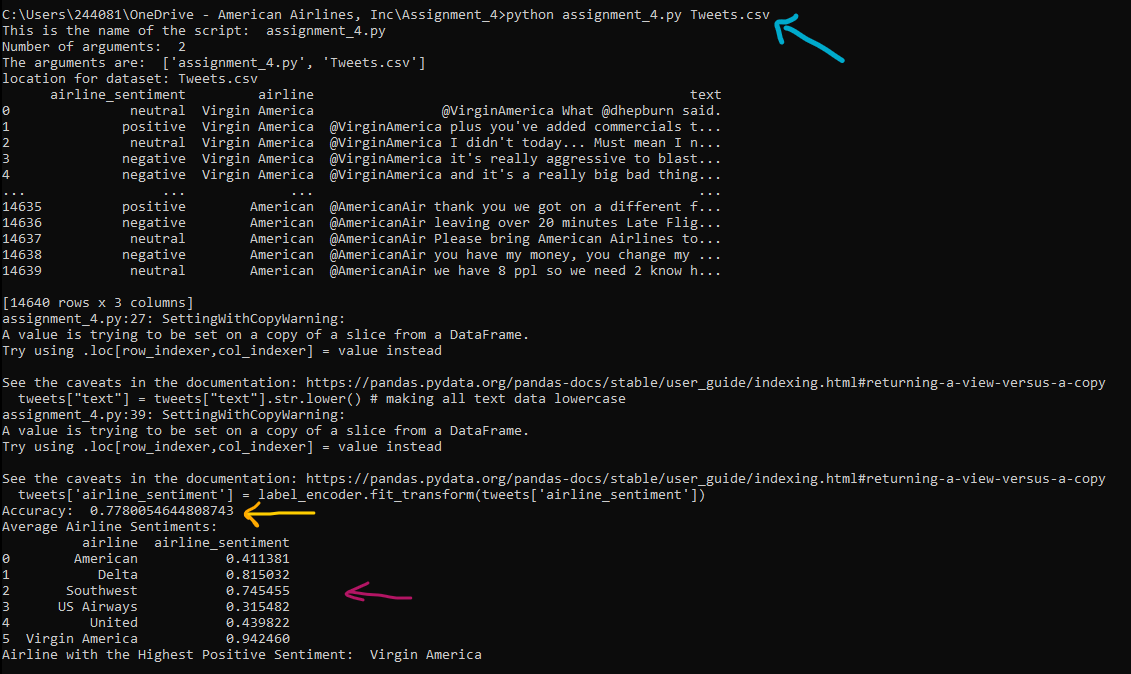 C:\Users\244081\OneDrive - American Airlines, Inc\Assignment_4>python assignment_4.py Tweets.csv
This is the name of the script:  assignment_4.py
Number of arguments:  2
The arguments are:  ['assignment_4.py', 'Tweets.csv']
location for dataset: Tweets.csv
      airline_sentiment         airline                                               text
0               neutral  Virgin America                @VirginAmerica What @dhepburn said.
1              positive  Virgin America  @VirginAmerica plus you've added commercials t...
2               neutral  Virgin America  @VirginAmerica I didn't today... Must mean I n...
3              negative  Virgin America  @VirginAmerica it's really aggressive to blast...
4              negative  Virgin America  @VirginAmerica and it's a really big bad thing...
...                 ...             ...                                                ...
14635          positive        American  @AmericanAir thank you we got on a different f...
14636          negative        American  @AmericanAir leaving over 20 minutes Late Flig...
14637           neutral        American  @AmericanAir Please bring American Airlines to...
14638          negative        American  @AmericanAir you have my money, you change my ...
14639           neutral        American  @AmericanAir we have 8 ppl so we need 2 know h...
[14640 rows x 3 columns]
assignment_4.py:27: SettingWithCopyWarning:
A value is trying to be set on a copy of a slice from a DataFrame.
Try using .loc[row_indexer,col_indexer] = value instead
See the caveats in the documentation: https://pandas.pydata.org/pandas-docs/stable/user_guide/indexing.html#returning-a-view-versus-a-copy
  tweets["text"] = tweets["text"].str.lower() # making all text data lowercase
assignment_4.py:39: SettingWithCopyWarning:
A value is trying to be set on a copy of a slice from a DataFrame.
Try using .loc[row_indexer,col_indexer] = value instead
See the caveats in the documentation: https://pandas.pydata.org/pandas-docs/stable/user_guide/indexing.html#returning-a-view-versus-a-copy
  tweets['airline_sentiment'] = label_encoder.fit_transform(tweets['airline_sentiment'])
Accuracy:  0.7780054644808743
Average Airline Sentiments:
          airline  airline_sentiment
0        American           0.411381
1           Delta           0.815032
2       Southwest           0.745455
3      US Airways           0.315482
4          United           0.439822
5  Virgin America           0.942460
Airline with the Highest Positive Sentiment:  Virgin America